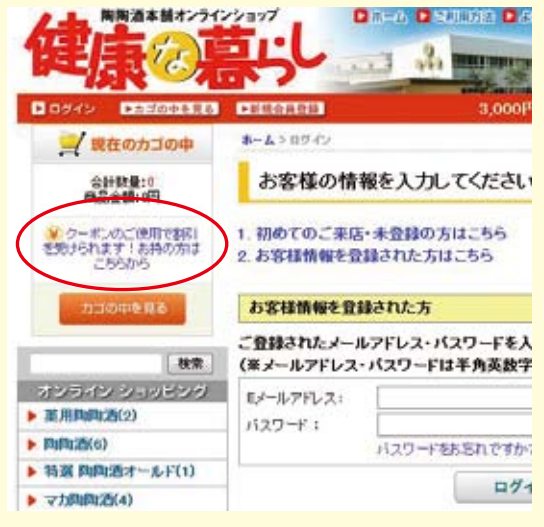 陶陶酒本舗オンラインショップ
健康な暮らし
ホーム
ログイン
カゴの中を見る
新規会員登録
3,000円
現在のカゴの中
合計数量:0
商品金額:0円
クーポンのご使用で割引
を受けられます！お持の方は
こちらから
カゴの中を見る
検索
オンライン ショッピング
薬用陶陶酒(2)
陶陶酒(6)
特選 陶陶酒オールド(1)
マカ陶陶酒(4)
ホーム > ログイン
お客様の情報を入力してください
1. 初めてのご来店・未登録の方はこちら
2. お客様情報を登録された方はこちら
お客様情報を登録された方
ご登録されたメールアドレス・パスワードを入
(※メールアドレス・パスワードは半角英数字
Eメールアドレス:
パスワード:
パスワードをお忘れですか
ログイ